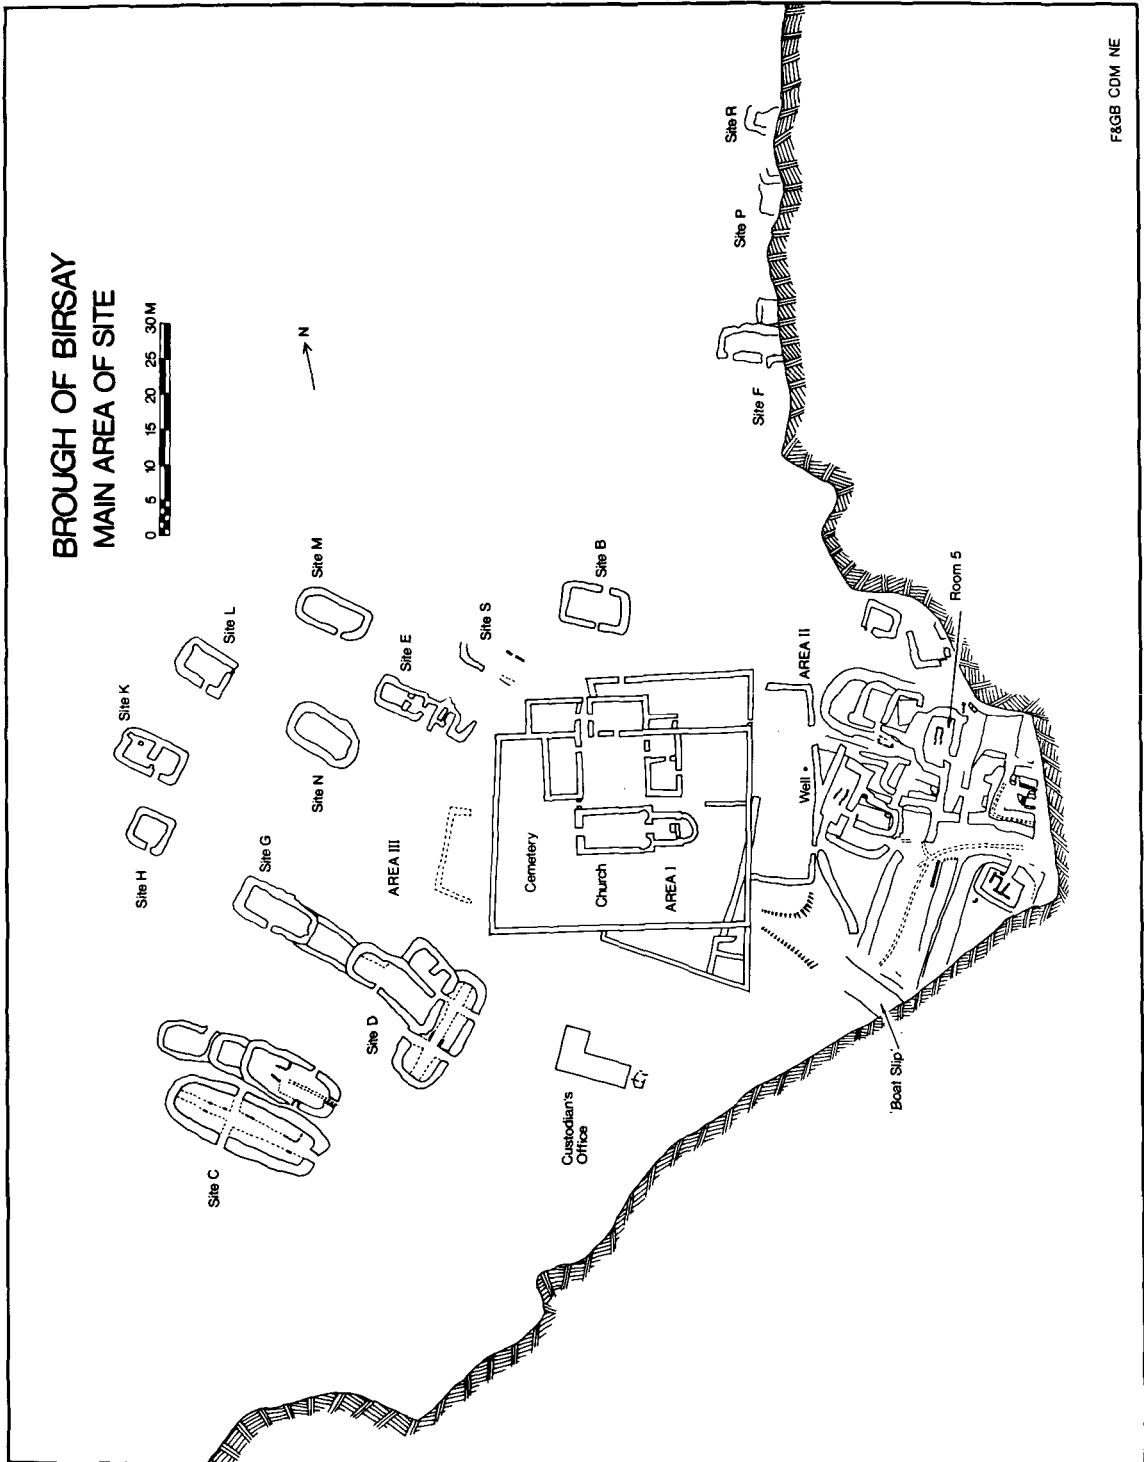 BROUGH OF BIRSAY
MAIN AREA OF SITE
0 5 10 15 20 25 30 M
N
Site R
Site P
Site F
Site M
Site L
Site K
Site E
Site S
Site B
Site N
Site H
Site G
AREA III
Cemetery
Church
AREA I
AREA II
Well
Room 5
Site D
Site C
Custodian's
Office
'Boat Slip'
F&GB CDM NE